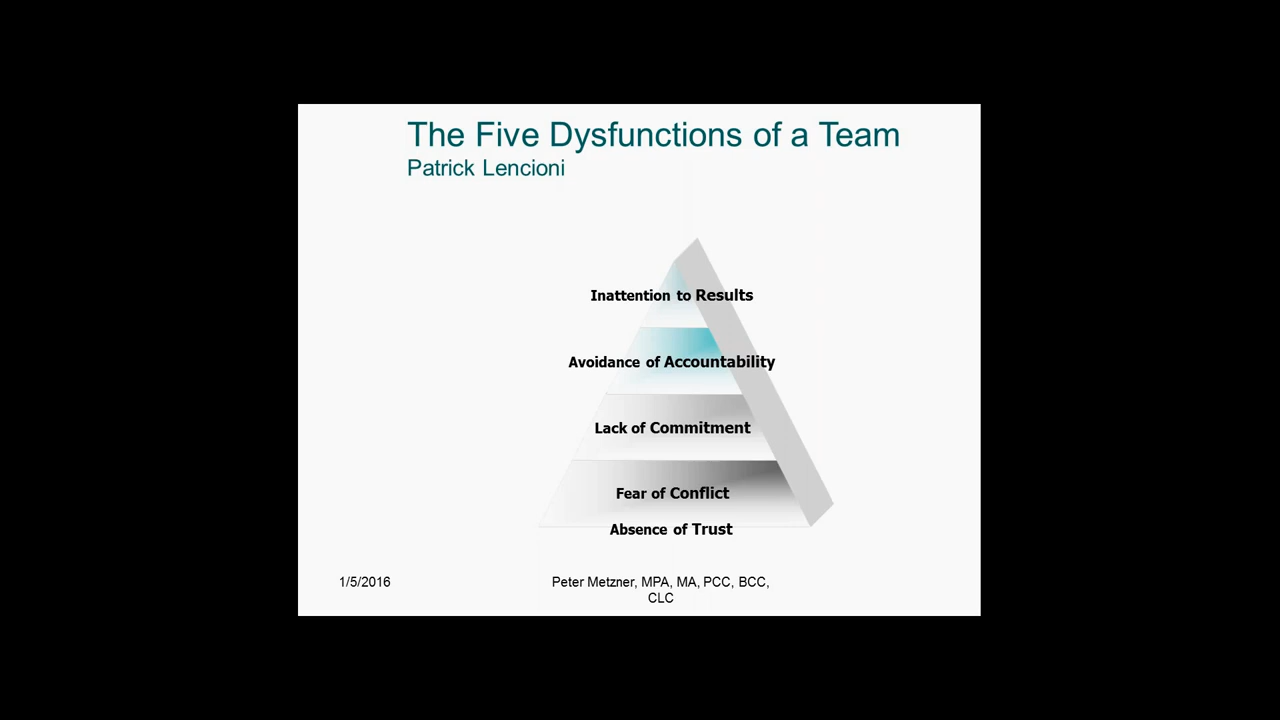 The Five Dysfunctions of a Team
Patrick Lencioni
Inattention to Results
Avoidance of Accountability
Lack of Commitment
Fear of Conflict
Absence of Trust
1/5/2016
Peter Metzner, MPA, MA, PCC, BCC,
CLC